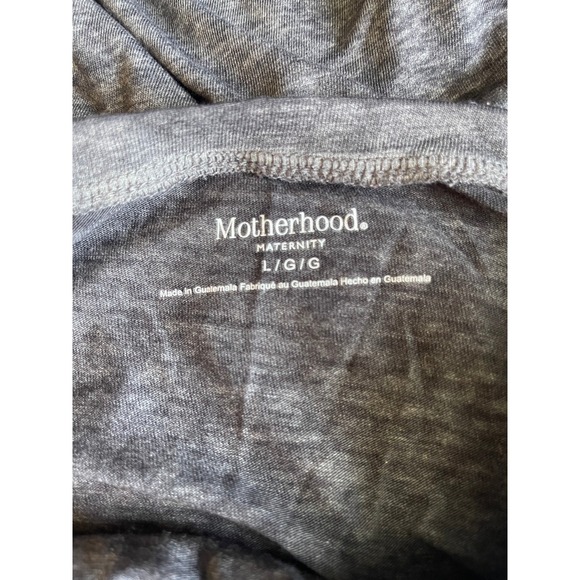 Motherhood®
MATERNITY
L/G/G
Made in Guatemala Fabriqué au Guatemala Hecho en Guatemala